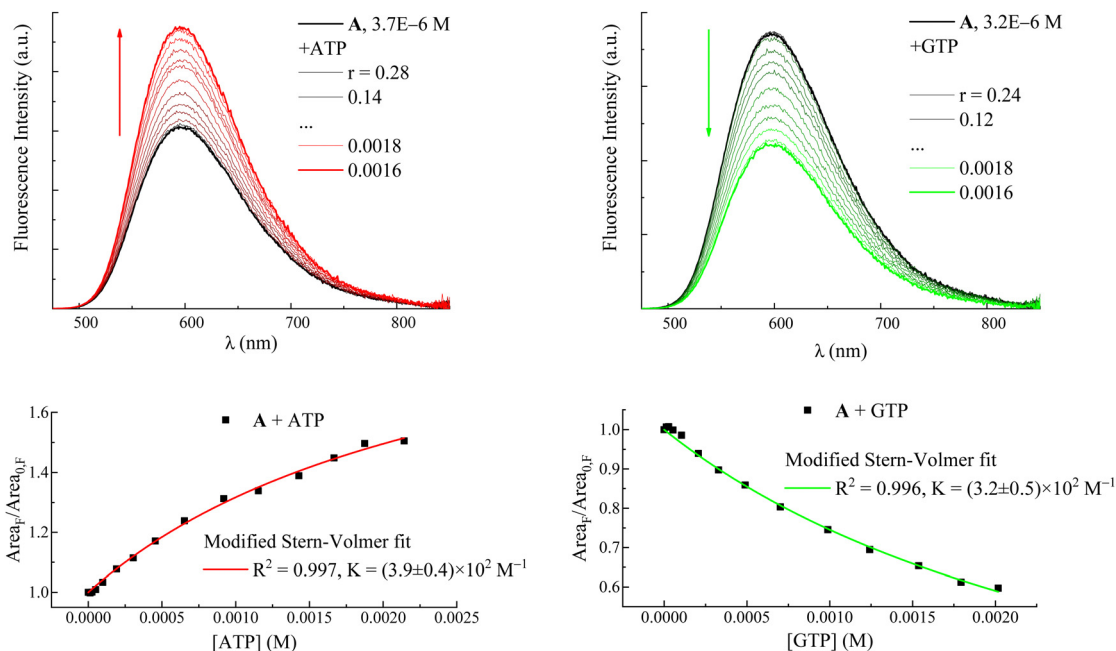 A, 3.7E–6 M
+ATP
r = 0.28
0.14
...
0.0018
0.0016
Fluorescence Intensity (a.u.)
500 600 700 800
λ (nm)
A, 3.2E–6 M
+GTP
r = 0.24
0.12
...
0.0018
0.0016
Fluorescence Intensity (a.u.)
500 600 700 800
λ (nm)
A + ATP
Modified Stern-Volmer fit
R² = 0.997, K = (3.9±0.4)×10² M⁻¹
Area_F/Area_0,F
1.6
1.4
1.2
1.0
0.0000 0.0005 0.0010 0.0015 0.0020 0.0025
[ATP] (M)
A + GTP
Modified Stern-Volmer fit
R² = 0.996, K = (3.2±0.5)×10² M⁻¹
Area_F/Area_0,F
1.0
0.9
0.8
0.7
0.6
0.0000 0.0005 0.0010 0.0015 0.0020
[GTP] (M)